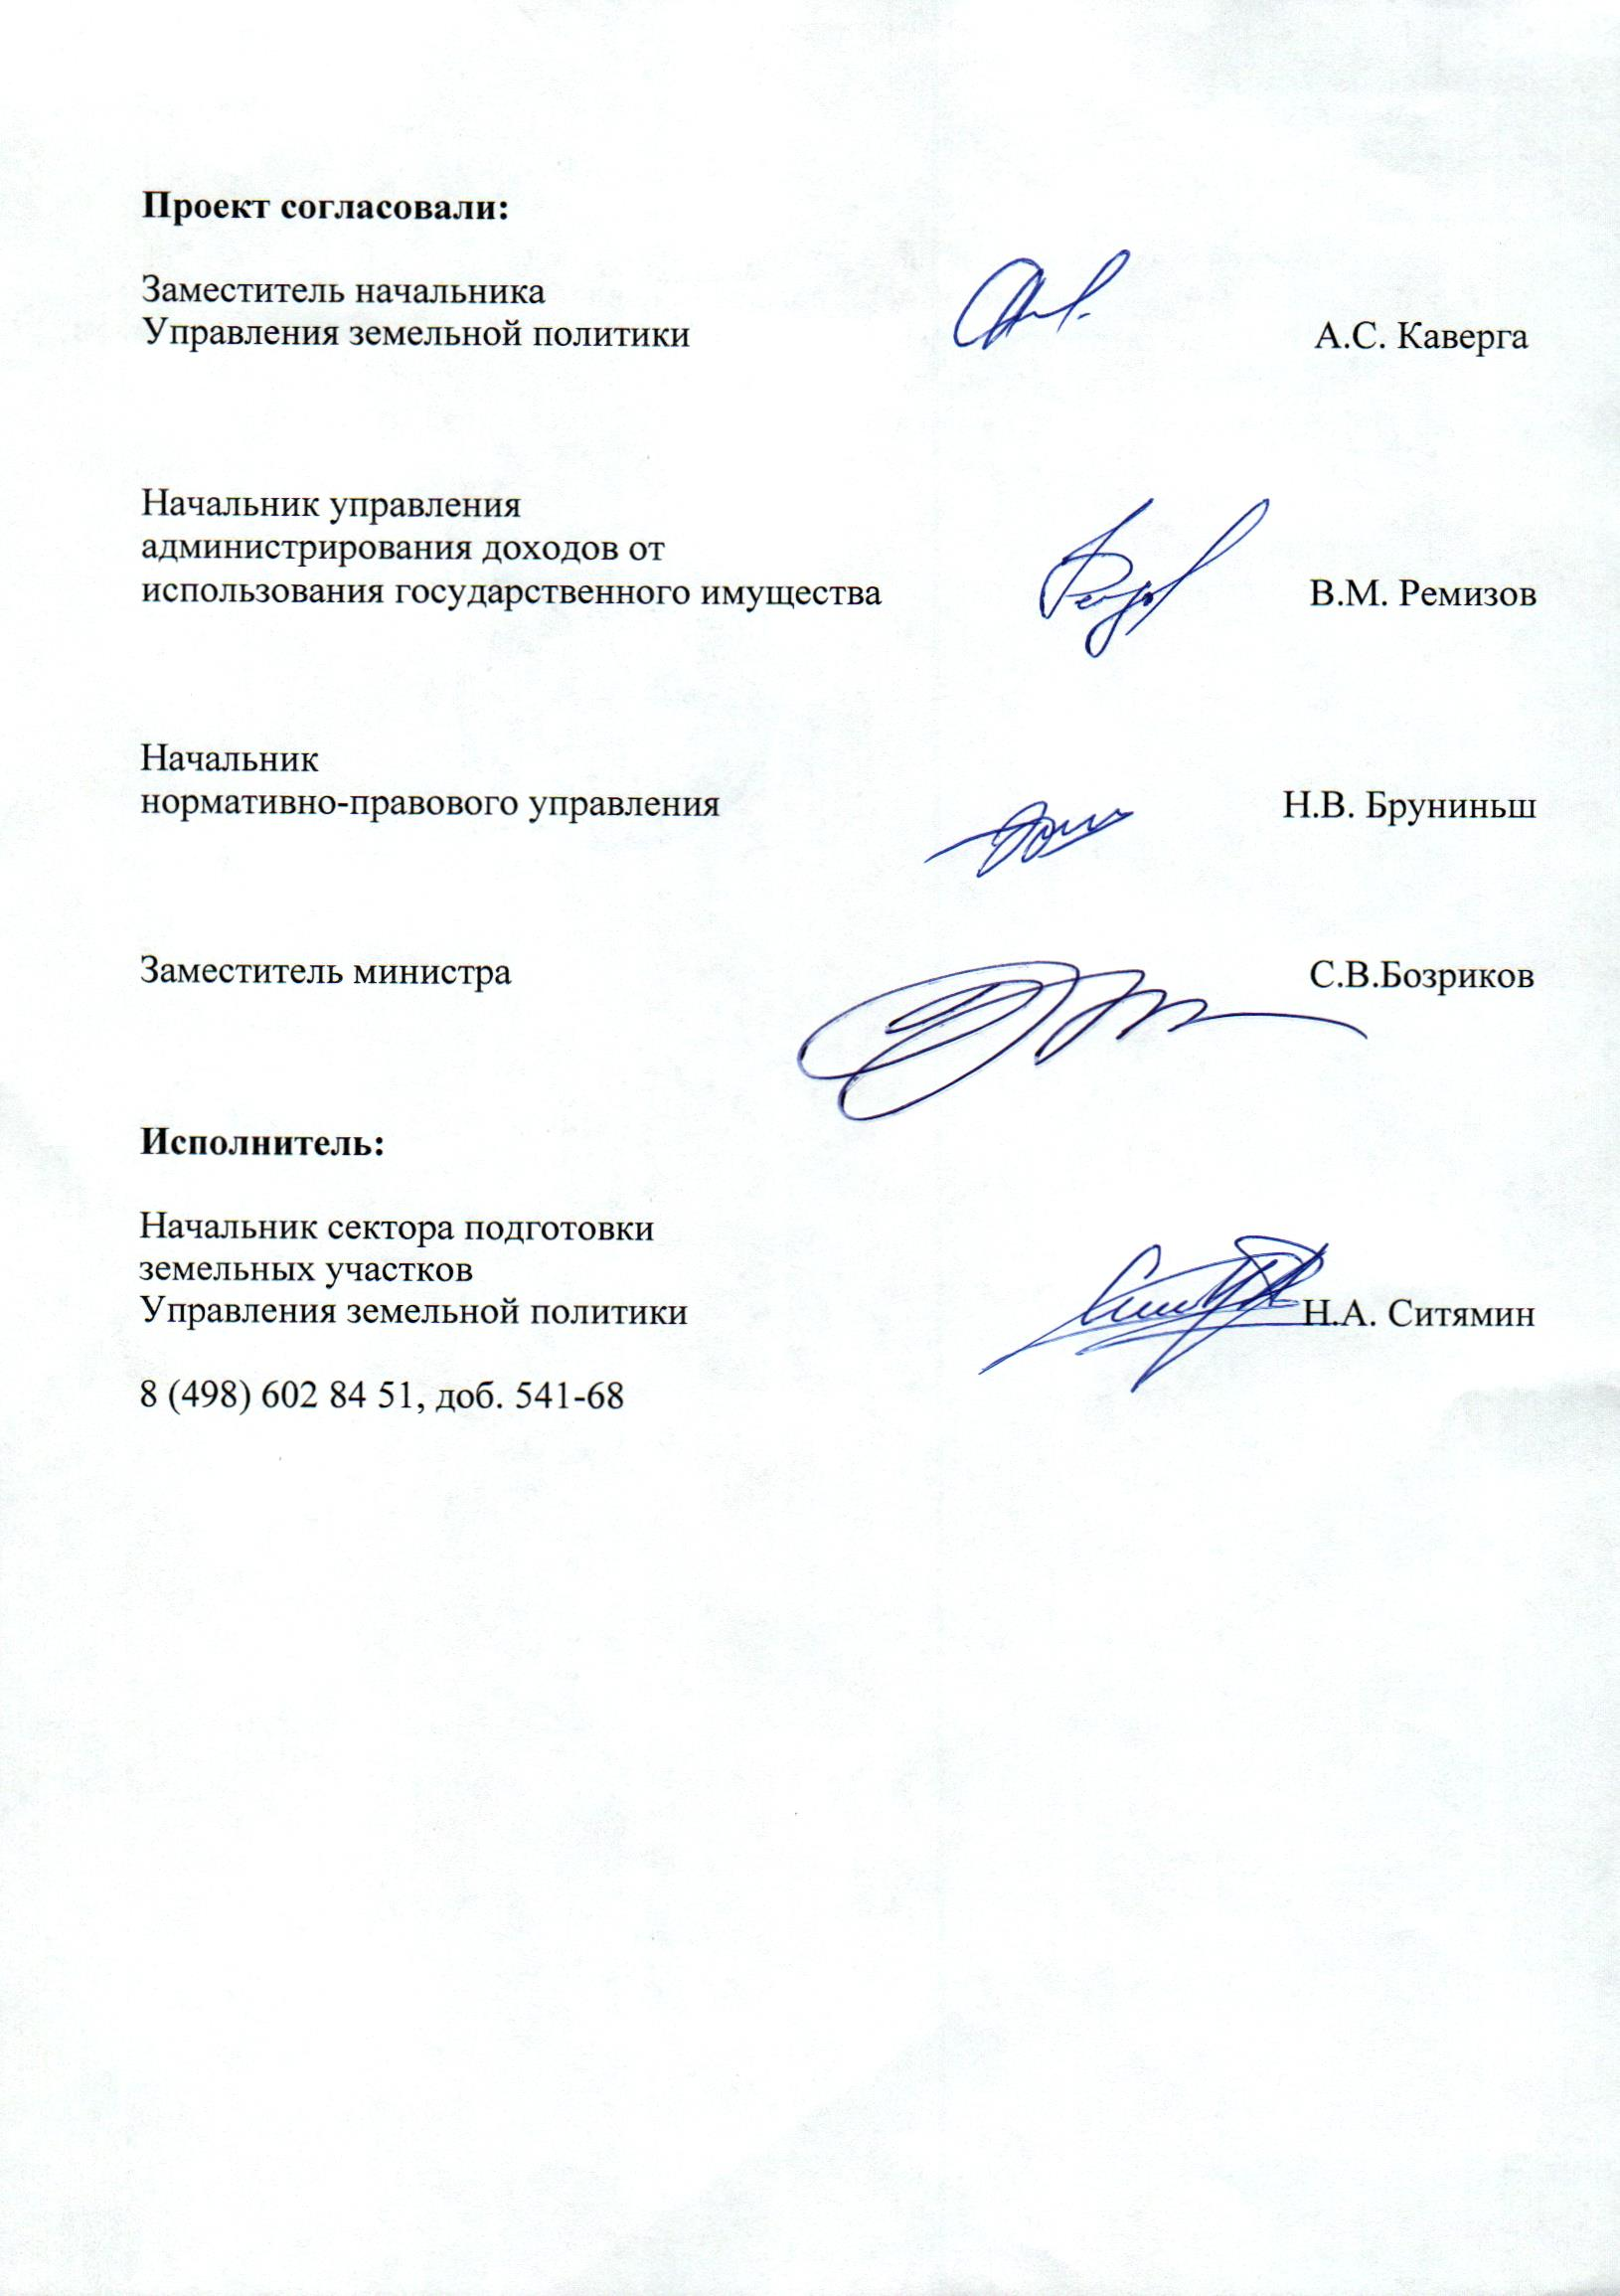 Проект согласовали:
Заместитель начальника
Управления земельной политики А.С. Каверга
Начальник управления
администрирования доходов от
использования государственного имущества В.М. Ремизов
Начальник
нормативно-правового управления Н.В. Бруниньш
Заместитель министра С.В.Бозриков
Исполнитель:
Начальник сектора подготовки
земельных участков
Управления земельной политики Н.А. Ситямин
8 (498) 602 84 51, доб. 541-68